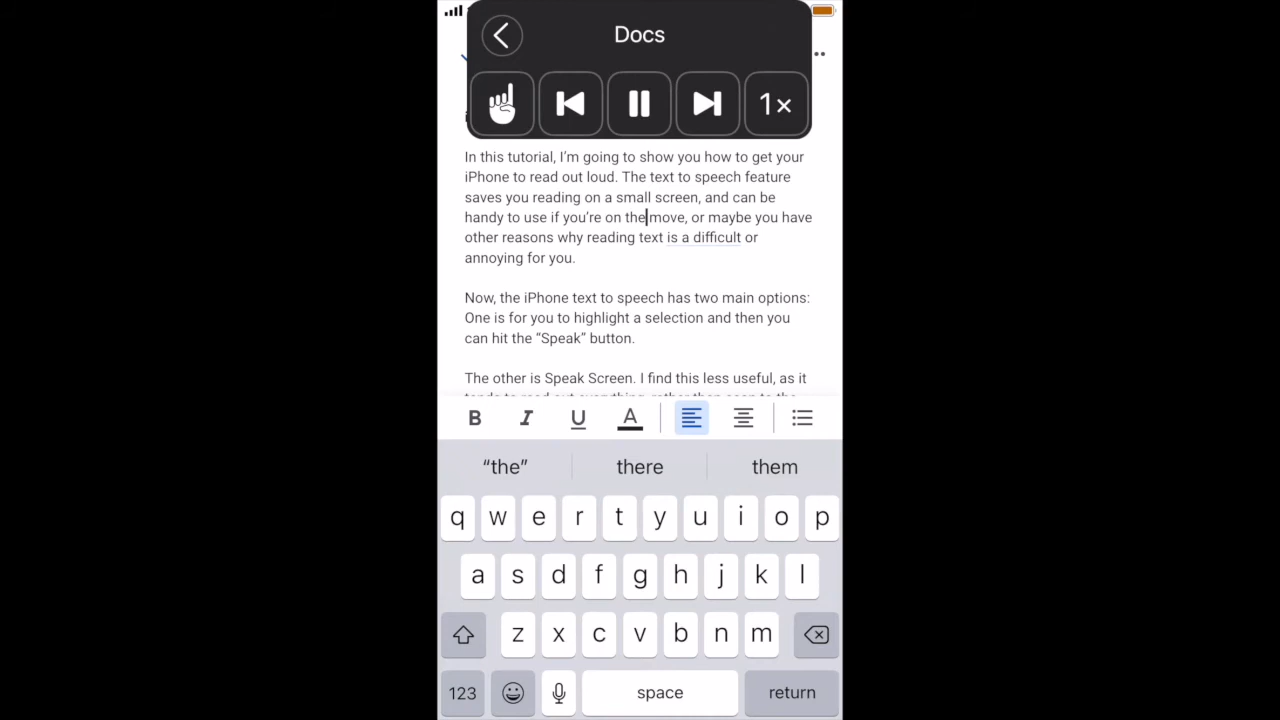 Docs
1×
In this tutorial, I'm going to show you how to get your
iPhone to read out loud. The text to speech feature
saves you reading on a small screen, and can be
handy to use if you're on the move, or maybe you have
other reasons why reading text is a difficult or
annoying for you.
Now, the iPhone text to speech has two main options:
One is for you to highlight a selection and then you
can hit the “Speak” button.
The other is Speak Screen. I find this less useful, as it
B I U A
“the” there them
q w e r t y u i o p
a s d f g h j k l
z x c v b n m
123 space return